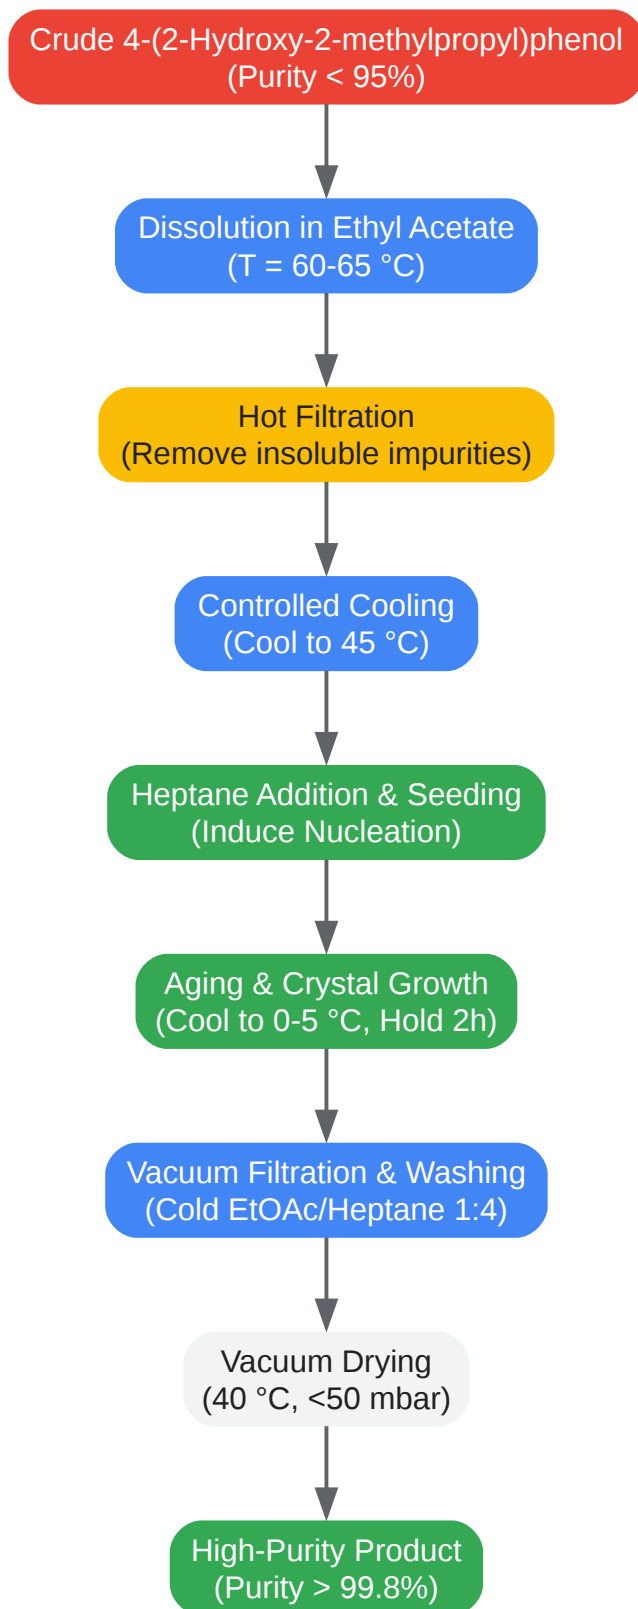 Crude 4-(2-Hydroxy-2-methylpropyl)phenol
(Purity < 95%)
Dissolution in Ethyl Acetate
(T = 60-65 °C)
Hot Filtration
(Remove insoluble impurities)
Controlled Cooling
(Cool to 45 °C)
Heptane Addition & Seeding
(Induce Nucleation)
Aging & Crystal Growth
(Cool to 0-5 °C, Hold 2h)
Vacuum Filtration & Washing
(Cold EtOAc/Heptane 1:4)
Vacuum Drying
(40 °C, <50 mbar)
High-Purity Product
(Purity > 99.8%)